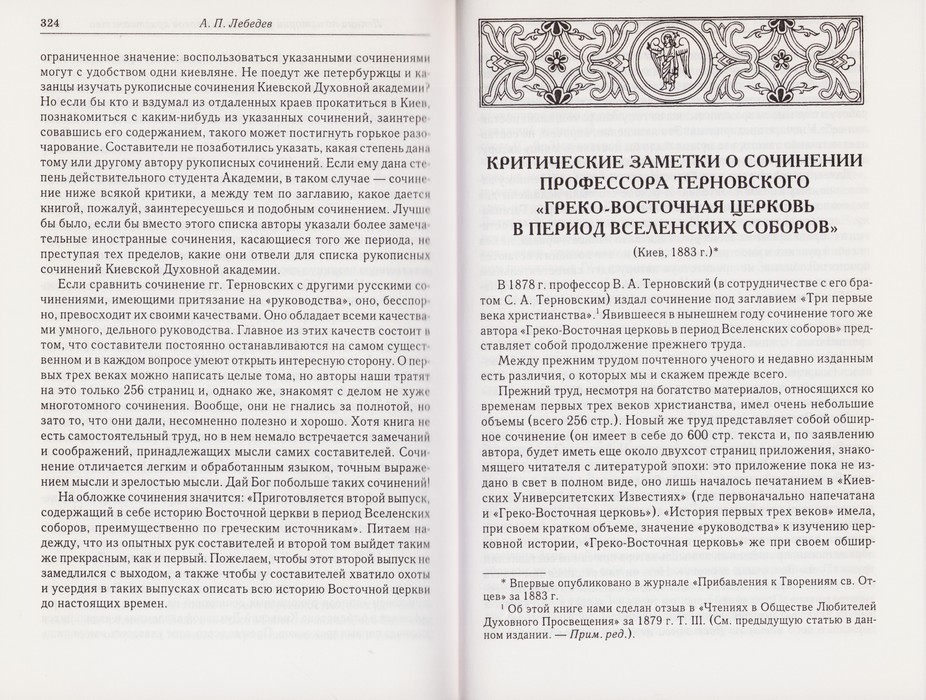 324
А. П. Лебедев
ограниченное значение: воспользоваться указанными сочинениями
могут с удобством одни киевляне. Не поедут же петербуржцы и ка-
занцы изучать рукописные сочинения Киевской Духовной академии?
Но если бы кто и вздумал из отдаленных краев прокатиться в Киев,
познакомиться с каким-нибудь из указанных сочинений, заинтере-
совавшись его содержанием, такого может постигнуть горькое разо-
чарование. Составители не позаботились указать, какая степень дана
тому или другому автору рукописных сочинений. Если ему дана сте-
пень действительного студента Академии, в таком случае — сочине-
ние ниже всякой критики, а между тем по заглавию, какое дается
книгой, пожалуй, заинтересуешься и подобным сочинением. Лучше
бы было, если бы вместо этого списка авторы указали более замеча-
тельные иностранные сочинения, касающиеся того же периода, не
преступая тех пределов, какие они отвели для списка рукописных
сочинений Киевской Духовной академии.
Если сравнить сочинение гг. Терновских с другими русскими со-
чинениями, имеющими притязание на «руководства», оно, бесспор-
но, превосходит их своими качествами. Оно обладает всеми качества-
ми умного, дельного руководства. Главное из этих качеств состоит в
том, что составители постоянно останавливаются на самом сущест-
венном и в каждом вопросе умеют открыть интересную сторону. О пер-
вых трех веках можно написать целые тома, но авторы наши тратят
на это только 256 страниц и, однако же, знакомят с делом не хуже
многотомного сочинения. Вообще, они не гнались за полнотой, но
зато то, что они дали, несомненно полезно и хорошо. Хотя книга не
есть самостоятельный труд, но в нем немало встречается замечаний
и соображений, принадлежащих мысли самих составителей. Сочи-
нение отличается легким и обработанным языком, точным выраже-
нием мысли и зрелостью мысли. Дай Бог побольше таких сочинений!
На обложке сочинения значится: «Приготовляется второй выпуск,
содержащий в себе историю Восточной церкви в период Вселенских
соборов, преимущественно по греческим источникам». Питаем на-
дежду, что из опытных рук составителей и второй том выйдет таким
же прекрасным, как и первый. Пожелаем, чтобы этот второй выпуск не
замедлился с выходом, а также чтобы у составителей хватило охоты
и усердия в таких выпусках описать всю историю Восточной церкви
до настоящих времен.
КРИТИЧЕСКИЕ ЗАМЕТКИ О СОЧИНЕНИИ
ПРОФЕССОРА ТЕРНОВСКОГО
«ГРЕКО-ВОСТОЧНАЯ ЦЕРКОВЬ
В ПЕРИОД ВСЕЛЕНСКИХ СОБОРОВ»
(Киев, 1883 г.)*
В 1878 г. профессор В. А. Терновский (в сотрудничестве с его бра-
том С. А. Терновским) издал сочинение под заглавием «Три первые
века христианства».¹ Явившееся в нынешнем году сочинение того же
автора «Греко-Восточная церковь в период Вселенских соборов» пред-
ставляет собой продолжение прежнего труда.
Между прежним трудом почтенного ученого и недавно изданным
есть различия, о которых мы и скажем прежде всего.
Прежний труд, несмотря на богатство материалов, относящихся ко
временам первых трех веков христианства, имел очень небольшие
объемы (всего 256 стр.). Новый же труд представляет собой обшир-
ное сочинение (он имеет в себе до 600 стр. текста и, по заявлению
автора, будет иметь еще около двухсот страниц приложения, знако-
мящего читателя с литературой эпохи: это приложение пока не из-
дано в свет в полном виде, оно лишь началось печатанием в «Киев-
ских Университетских Известиях» (где первоначально напечатана
и «Греко-Восточная церковь»). «История первых трех веков» имела,
при своем кратком объеме, значение «руководства» к изучению цер-
ковной истории, «Греко-Восточная церковь» же при своем обшир-
* Впервые опубликовано в журнале «Прибавления к Творениям св. От-
цев» за 1883 г.
¹ Об этой книге нами сделан отзыв в «Чтениях в Обществе Любителей
Духовного Просвещения» за 1879 г. Т. III. (См. предыдущую статью в дан-
ном издании. — Прим. ред.).